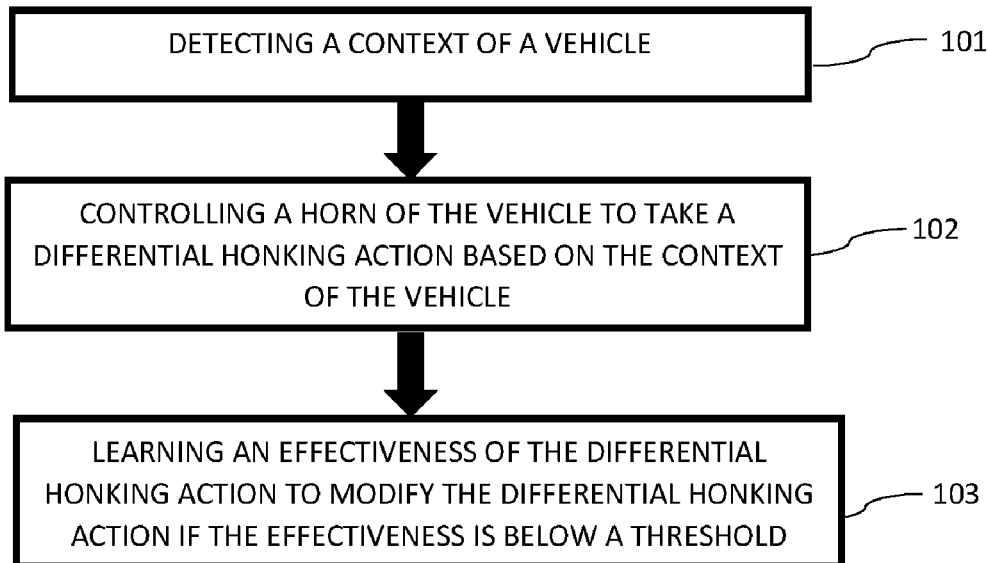 DETECTING A CONTEXT OF A VEHICLE
101
CONTROLLING A HORN OF THE VEHICLE TO TAKE A
DIFFERENTIAL HONKING ACTION BASED ON THE CONTEXT
OF THE VEHICLE
102
LEARNING AN EFFECTIVENESS OF THE DIFFERENTIAL
HONKING ACTION TO MODIFY THE DIFFERENTIAL HONKING
ACTION IF THE EFFECTIVENESS IS BELOW A THRESHOLD
103